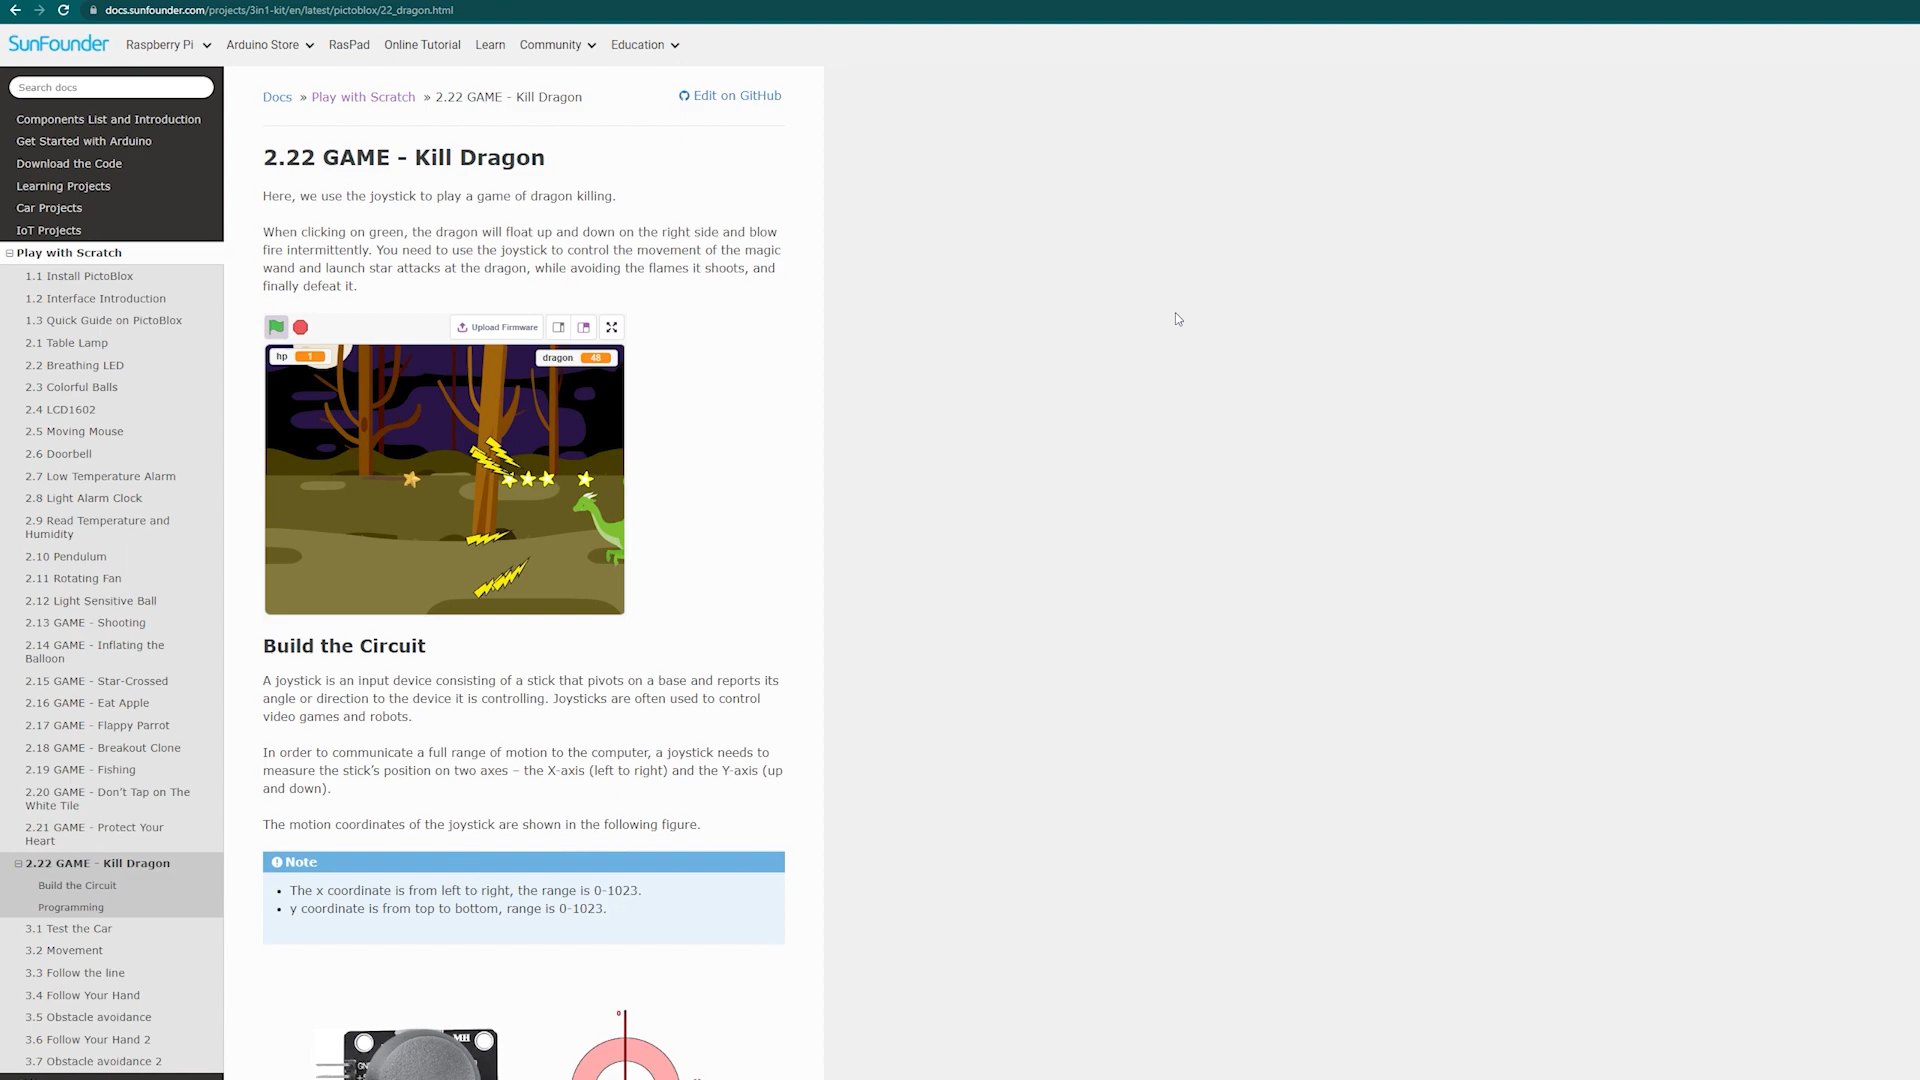 docs.sunfounder.com/projects/3in1-kit/en/latest/pictoblox/22_dragon.html
SunFounder Raspberry Pi Arduino Store RasPad Online Tutorial Learn Community Education
Search docs
Components List and Introduction
Get Started with Arduino
Download the Code
Learning Projects
Car Projects
IoT Projects
Play with Scratch
1.1 Install PictoBlox
1.2 Interface Introduction
1.3 Quick Guide on PictoBlox
2.1 Table Lamp
2.2 Breathing LED
2.3 Colorful Balls
2.4 LCD1602
2.5 Moving Mouse
2.6 Doorbell
2.7 Low Temperature Alarm
2.8 Light Alarm Clock
2.9 Read Temperature and
Humidity
2.10 Pendulum
2.11 Rotating Fan
2.12 Light Sensitive Ball
2.13 GAME - Shooting
2.14 GAME - Inflating the
Balloon
2.15 GAME - Star-Crossed
2.16 GAME - Eat Apple
2.17 GAME - Flappy Parrot
2.18 GAME - Breakout Clone
2.19 GAME - Fishing
2.20 GAME - Don’t Tap on The
White Tile
2.21 GAME - Protect Your
Heart
2.22 GAME - Kill Dragon
Build the Circuit
Programming
3.1 Test the Car
3.2 Movement
3.3 Follow the line
3.4 Follow Your Hand
3.5 Obstacle avoidance
3.6 Follow Your Hand 2
3.7 Obstacle avoidance 2
Docs » Play with Scratch » 2.22 GAME - Kill Dragon
Edit on GitHub
2.22 GAME - Kill Dragon
Here, we use the joystick to play a game of dragon killing.
When clicking on green, the dragon will float up and down on the right side and blow
fire intermittently. You need to use the joystick to control the movement of the magic
wand and launch star attacks at the dragon, while avoiding the flames it shoots, and
finally defeat it.
Upload Firmware
hp 1
dragon 48
Build the Circuit
A joystick is an input device consisting of a stick that pivots on a base and reports its
angle or direction to the device it is controlling. Joysticks are often used to control
video games and robots.
In order to communicate a full range of motion to the computer, a joystick needs to
measure the stick’s position on two axes – the X-axis (left to right) and the Y-axis (up
and down).
The motion coordinates of the joystick are shown in the following figure.
Note
• The x coordinate is from left to right, the range is 0-1023.
• y coordinate is from top to bottom, range is 0-1023.
0
MH